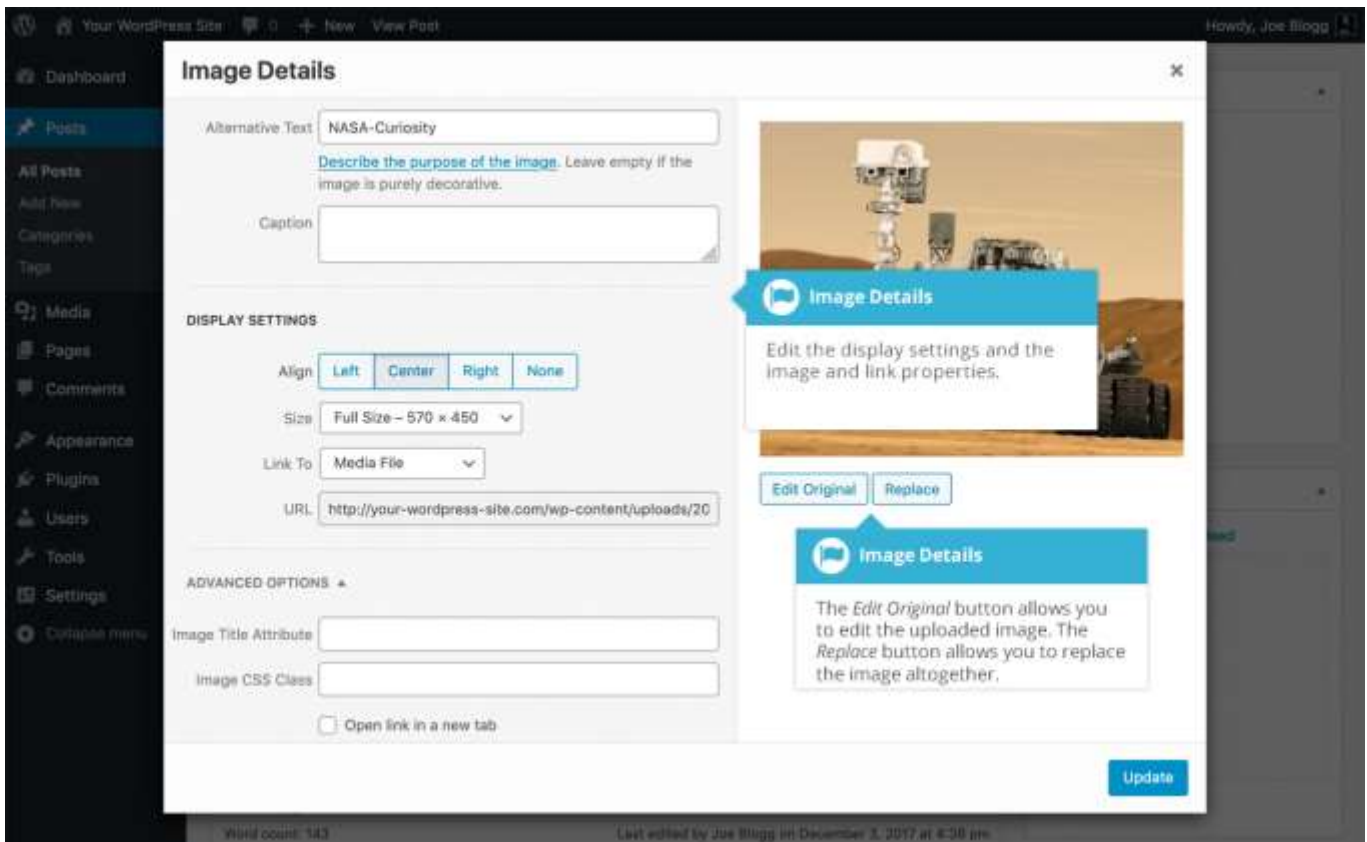 Your WordPress Site 0 New View Post
Howdy, Joe Blogg
Dashboard
Posts
All Posts
Add New
Categories
Tags
Media
Pages
Comments
Appearance
Plugins
Users
Tools
Settings
Collapse menu
Image Details
Alternative Text NASA-Curiosity
Describe the purpose of the image. Leave empty if the
image is purely decorative.
Caption
DISPLAY SETTINGS
Align Left Center Right None
Size Full Size – 570 × 450
Link To Media File
URL http://your-wordpress-site.com/wp-content/uploads/20
ADVANCED OPTIONS
Image Title Attribute
Image CSS Class
Open link in a new tab
Image Details
Edit the display settings and the
image and link properties.
Edit Original Replace
Image Details
The Edit Original button allows you
to edit the uploaded image. The
Replace button allows you to replace
the image altogether.
Update
Word count: 143
Last edited by Joe Blogg on December 3, 2017 at 4:38 pm